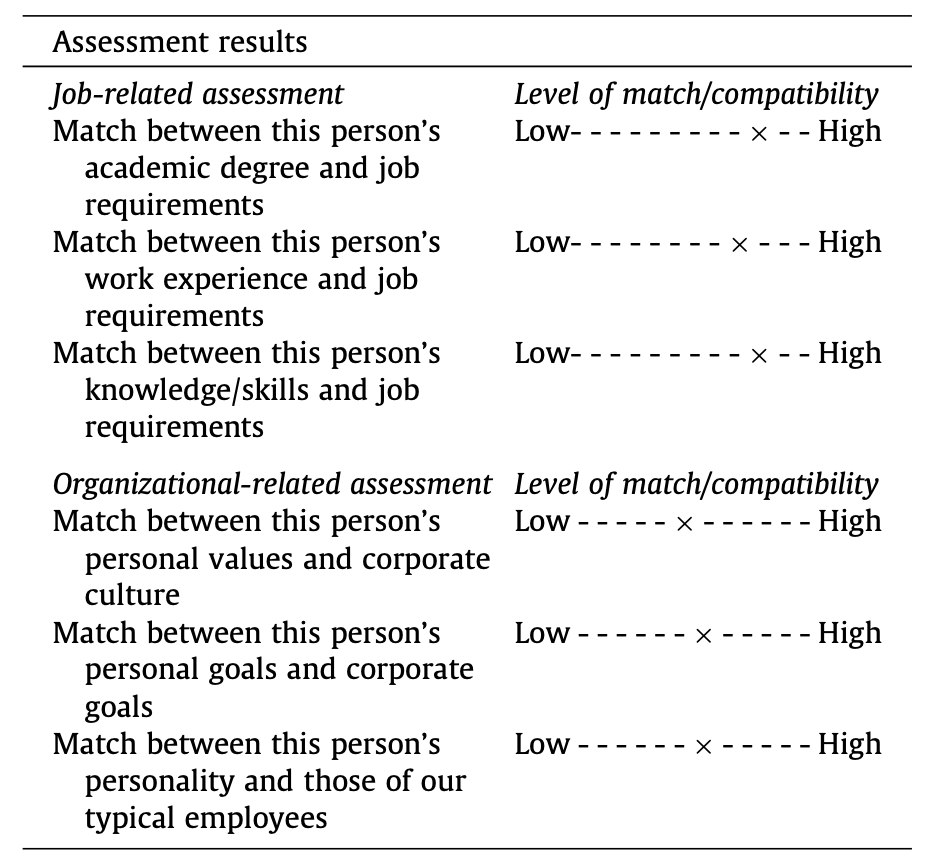 Assessment results
Job-related assessment Level of match/compatibility
Match between this person’s Low- - - - - - - - - × - - High
academic degree and job
requirements
Match between this person’s Low- - - - - - - - × - - - High
work experience and job
requirements
Match between this person’s Low- - - - - - - - - × - - High
knowledge/skills and job
requirements
Organizational-related assessment Level of match/compatibility
Match between this person’s Low - - - - - × - - - - - - High
personal values and corporate
culture
Match between this person’s Low - - - - - - × - - - - - High
personal goals and corporate
goals
Match between this person’s Low - - - - - - × - - - - - High
personality and those of our
typical employees